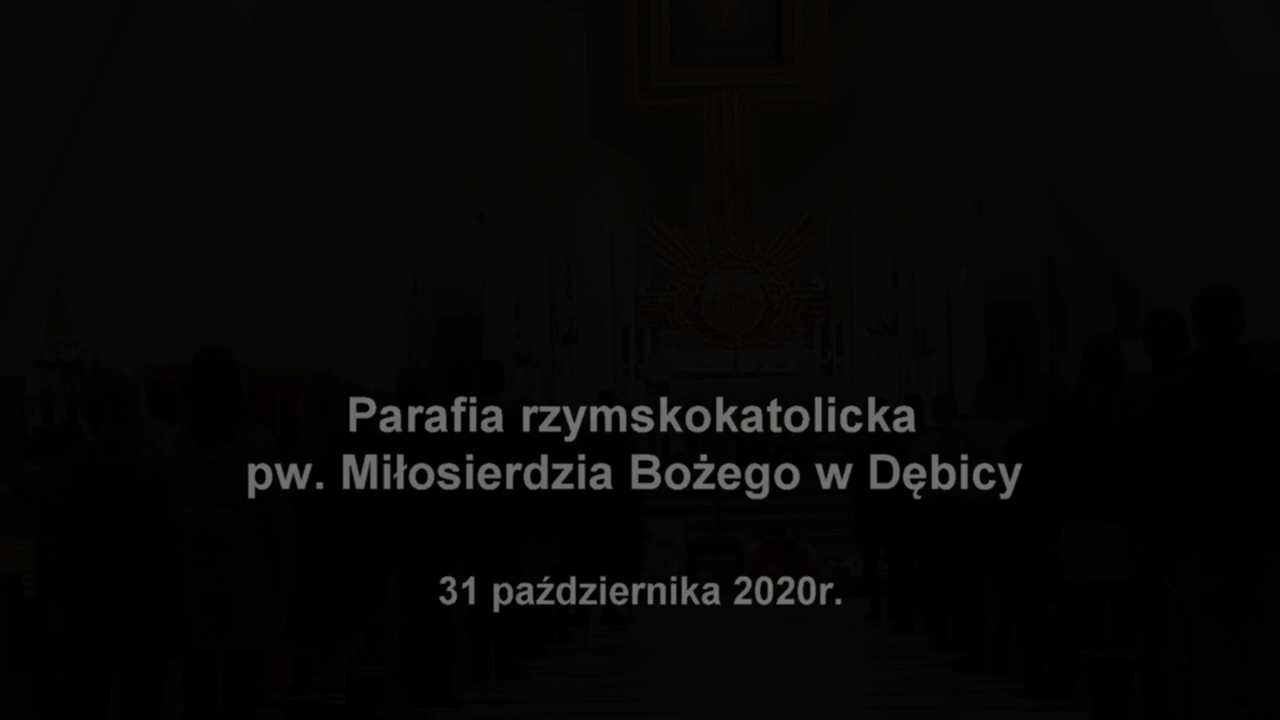 Parafia rzymskokatolicka
pw. Miłosierdzia Bożego w Dębicy
31 października 2020r.